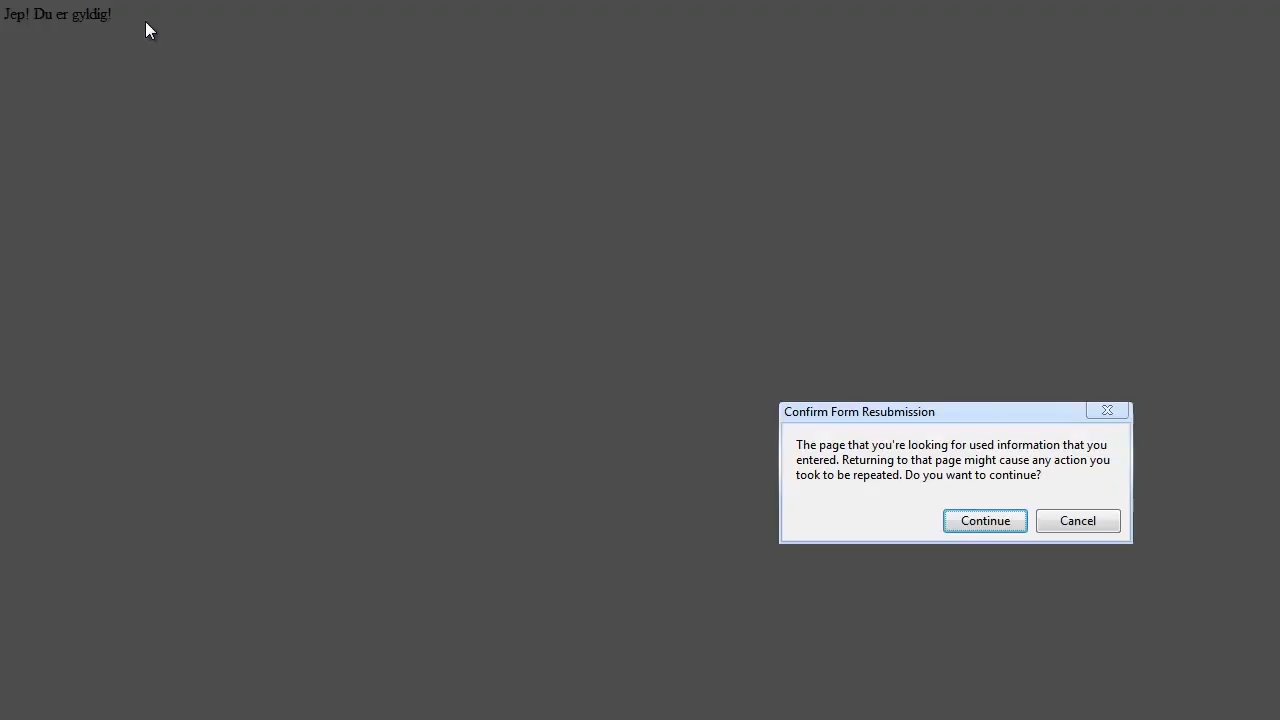 Jep! Du er gyldig!
Confirm Form Resubmission
The page that you're looking for used information that you
entered. Returning to that page might cause any action you
took to be repeated. Do you want to continue?
Continue Cancel